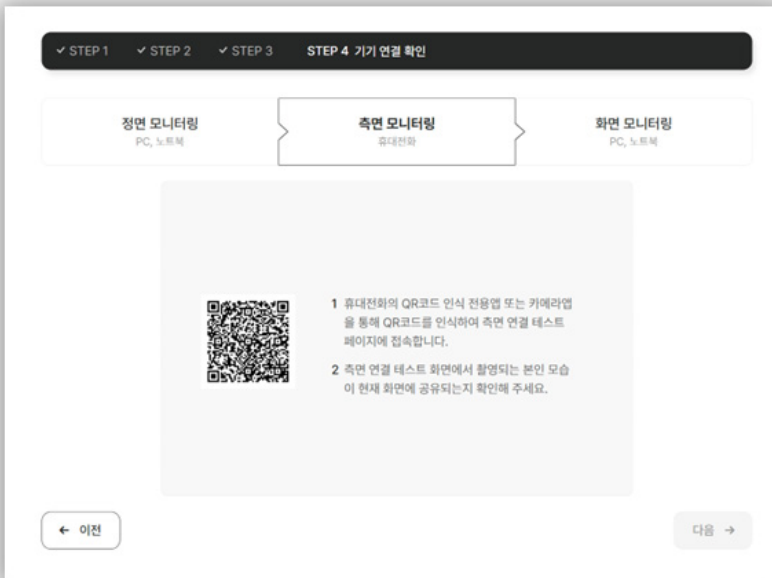 ✓ STEP 1 ✓ STEP 2 ✓ STEP 3 STEP 4 기기 연결 확인
정면 모니터링 측면 모니터링 화면 모니터링
PC, 노트북 휴대전화 PC, 노트북
1 휴대전화의 QR코드 인식 전용앱 또는 카메라앱
을 통해 QR코드를 인식하여 측면 연결 테스트
페이지에 접속합니다.
2 측면 연결 테스트 화면에서 촬영되는 본인 모습
이 현재 화면에 공유되는지 확인해 주세요.
← 이전 다음 →